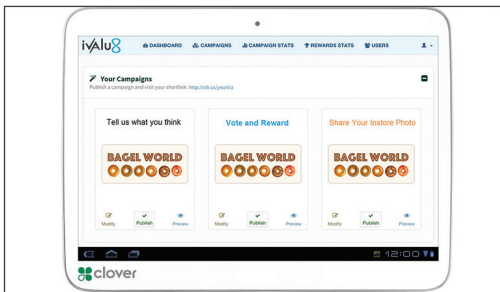 ivAlu8 DASHBOARD CAMPAIGNS CAMPAIGN STATS REWARDS STATS USERS
Your Campaigns
Publish a campaign and visit your shortlink: http://vl8.us/yourbiz
Tell us what you think Vote and Reward Share Your Instore Photo
BAGEL WORLD BAGEL WORLD BAGEL WORLD
Modify Publish Preview Modify Publish Preview Modify Publish Preview
12:00
clover